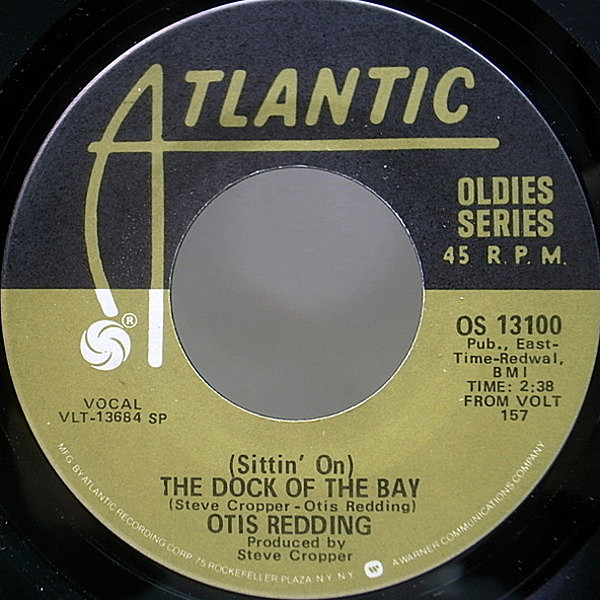 ATLANTIC
OLDIES
SERIES
45 R.P.M.
®
OS 13100
Pub., East-
Time-Redwal,
BMI
TIME: 2:38
FROM VOLT
157
VOCAL
VLT-13684 SP
(Sittin' On)
THE DOCK OF THE BAY
(Steve Cropper-Otis Redding)
OTIS REDDING
Produced by
Steve Cropper
MFG. BY ATLANTIC RECORDING CORP. 75 ROCKEFELLER PLAZA N.Y. N.Y. A WARNER COMMUNICATIONS COMPANY